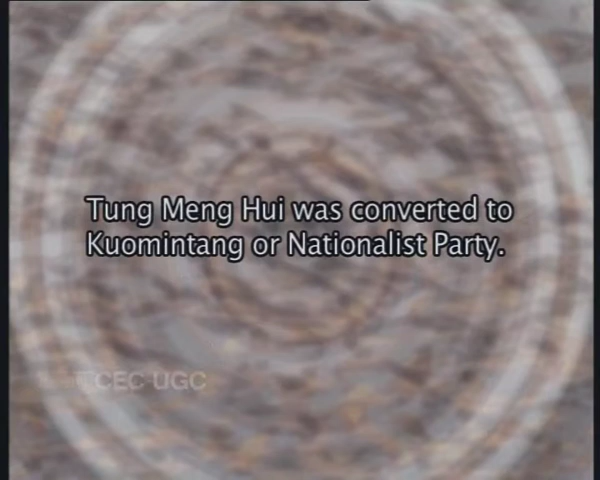 Tung Meng Hui was converted to
Kuomintang or Nationalist Party.
CEC-UGC